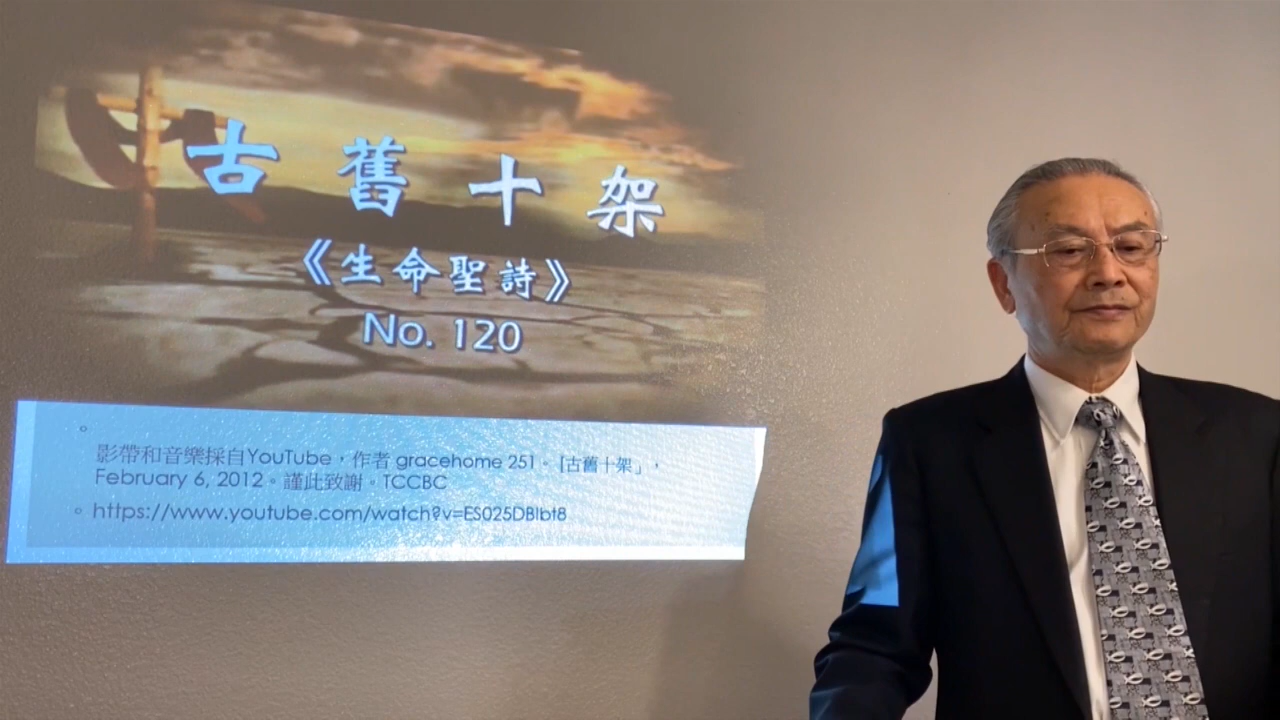 古舊十架
《生命聖詩》
No. 120
影帶和音樂採自YouTube，作者 gracehome 251。「古舊十架」，
February 6, 2012。謹此致謝。TCCBC
https://www.youtube.com/watch?v=ES025DBlbt8